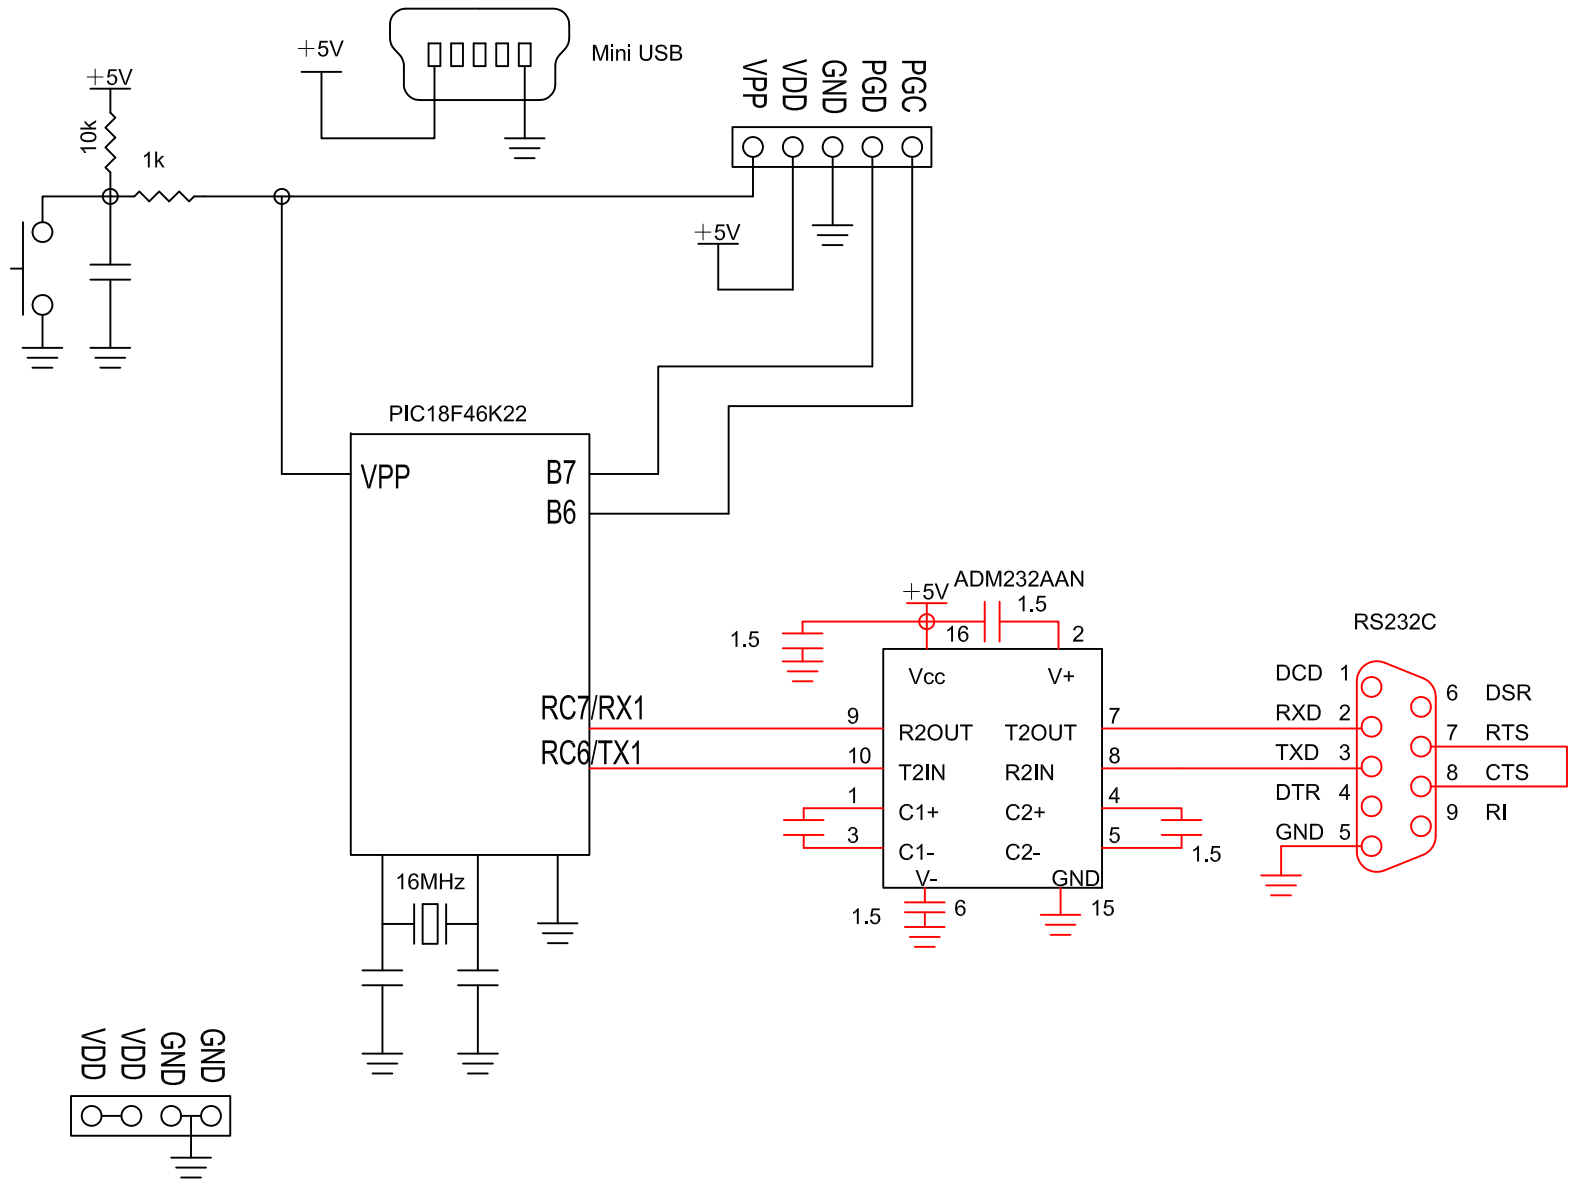 +5V
Mini USB
+5V
VPP
VDD
GND
PGD
PGC
10k
1k
+5V
PIC18F46K22
VPP
B7
B6
ADM232AAN
+5V
1.5
1.5
16
2
RS232C
Vcc
V+
DCD 1
6 DSR
RC7/RX1
9
R2OUT
T2OUT
7
RXD 2
7 RTS
RC6/TX1
10
T2IN
R2IN
8
TXD 3
8 CTS
1
C1+
C2+
4
DTR 4
9 RI
3
C1-
C2-
5
1.5
GND 5
V-
GND
16MHz
1.5
6
15
VDD
VDD
GND
GND